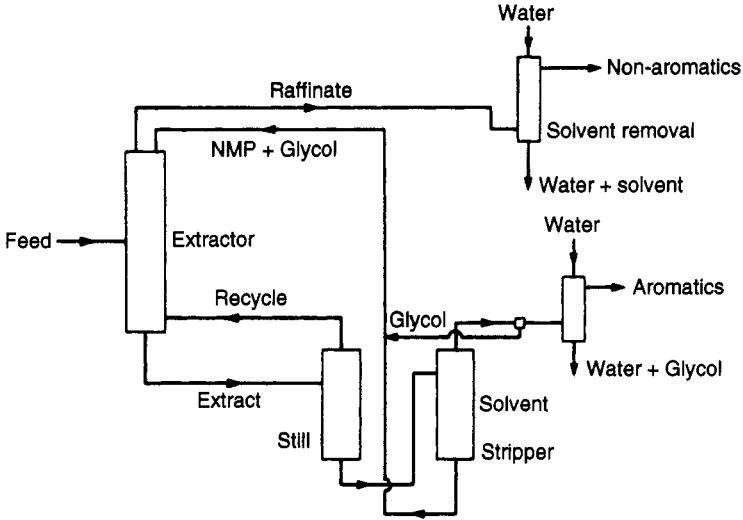 Water
Non-aromatics
Raffinate
Solvent removal
NMP + Glycol
Water + solvent
Water
Feed
Extractor
Aromatics
Recycle
Glycol
Water + Glycol
Extract
Solvent
Still
Stripper